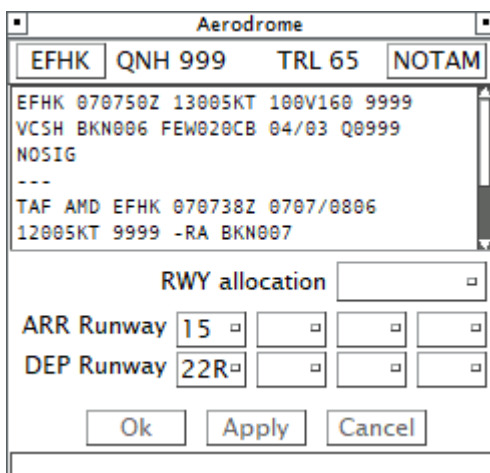 Aerodrome
EFHK QNH 999 TRL 65 NOTAM
EFHK 070750Z 13005KT 100V160 9999
VCSH BKN006 FEW020CB 04/03 Q0999
NOSIG
---
TAF AMD EFHK 070738Z 0707/0806
12005KT 9999 -RA BKN007
RWY allocation
ARR Runway 15
DEP Runway 22R
Ok Apply Cancel